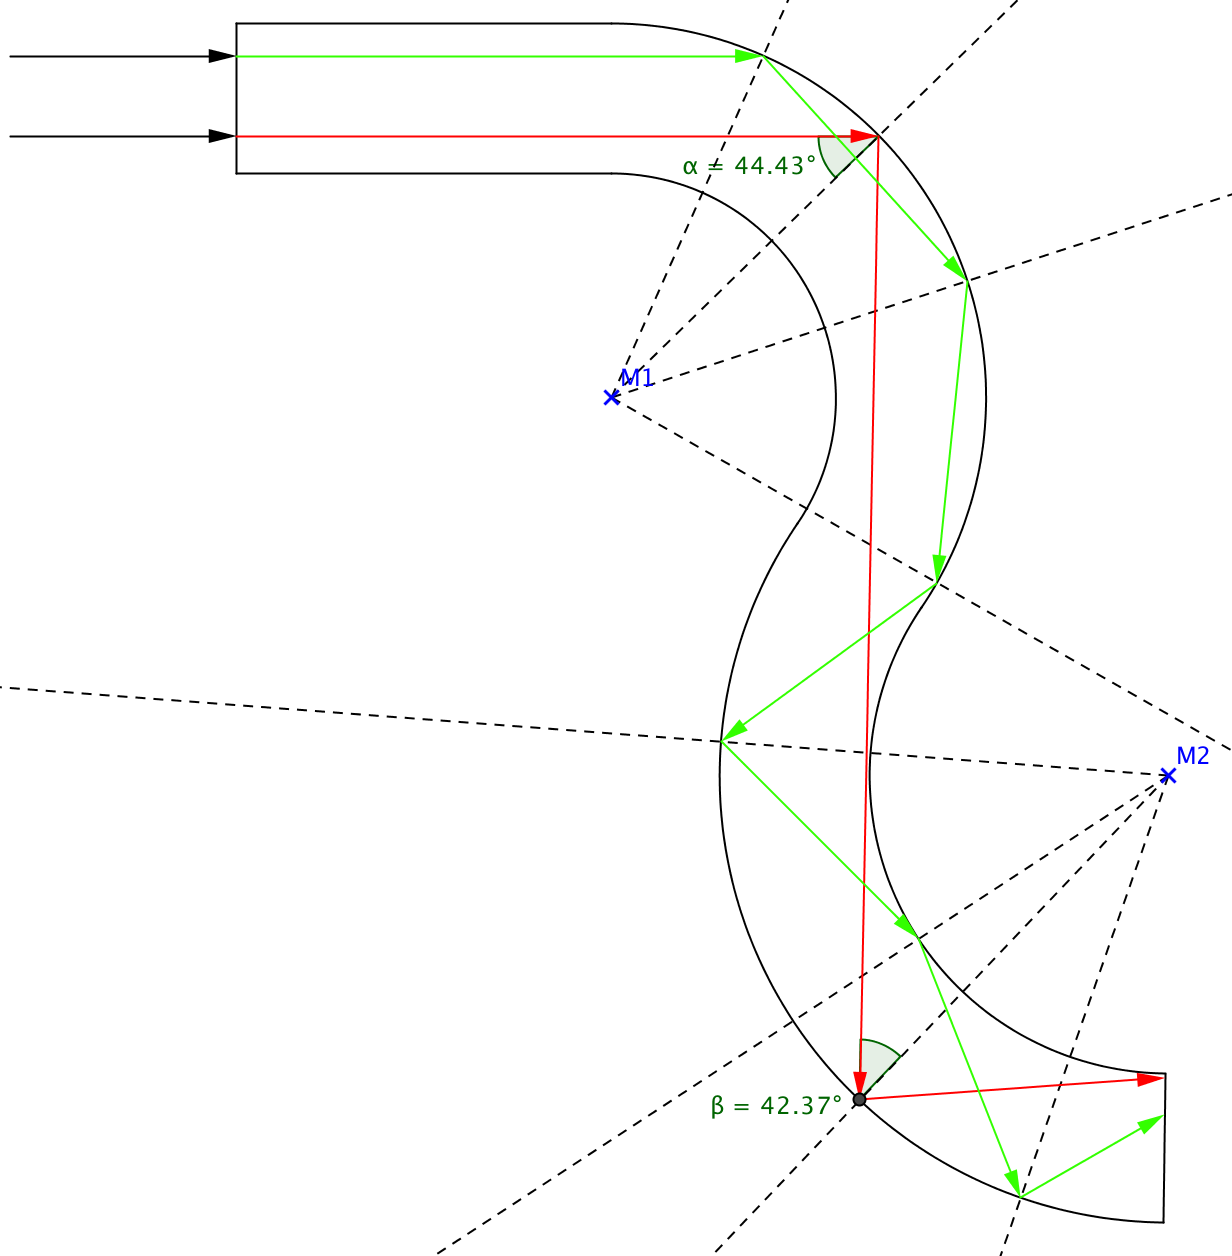 α = 44.43°
M1
M2
β = 42.37°